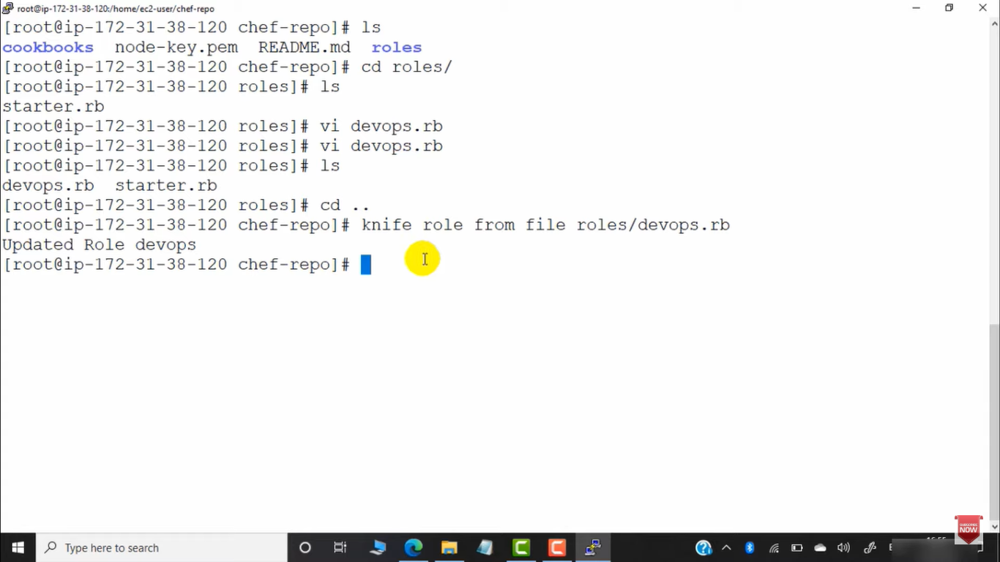 root@ip-172-31-38-120:/home/ec2-user/chef-repo
[root@ip-172-31-38-120 chef-repo]# ls
cookbooks  node-key.pem  README.md  roles
[root@ip-172-31-38-120 chef-repo]# cd roles/
[root@ip-172-31-38-120 roles]# ls
starter.rb
[root@ip-172-31-38-120 roles]# vi devops.rb
[root@ip-172-31-38-120 roles]# vi devops.rb
[root@ip-172-31-38-120 roles]# ls
devops.rb  starter.rb
[root@ip-172-31-38-120 roles]# cd ..
[root@ip-172-31-38-120 chef-repo]# knife role from file roles/devops.rb
Updated Role devops
[root@ip-172-31-38-120 chef-repo]#
SUBSCRIBE
NOW
Type here to search